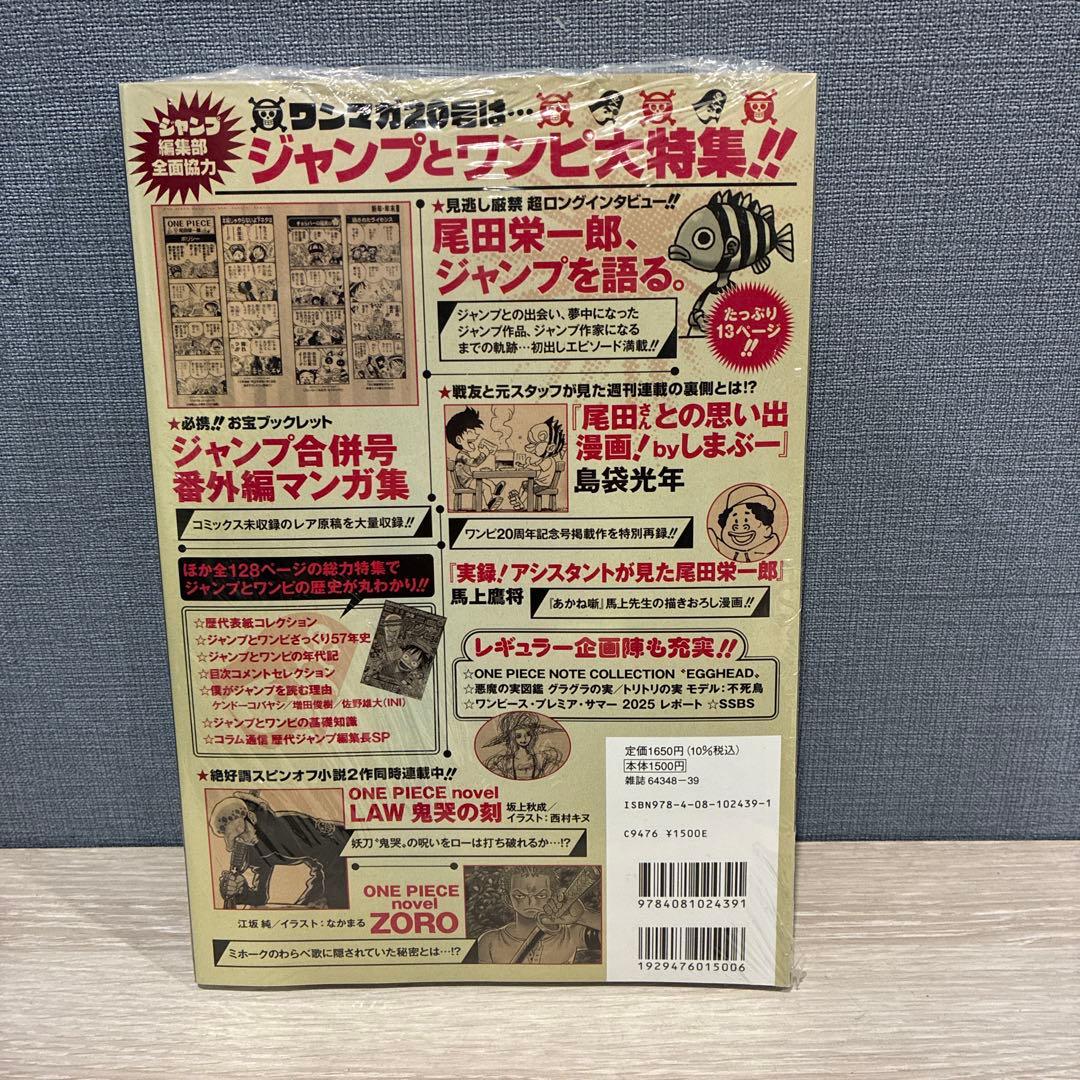 ジャンプ
編集部
全面協力
ワンマガ20号は…
ジャンプとワンピ大特集!!
ONE PIECE
★見逃し厳禁 超ロングインタビュー!!
尾田栄一郎、
ジャンプを語る。
ジャンプとの出会い、夢中になった
ジャンプ作品、ジャンプ作家になる
までの軌跡…初出しエピソード満載!!
たっぷり
13ページ
!!
★必携!! お宝ブックレット
ジャンプ合併号
番外編マンガ集
コミックス未収録のレア原稿を大量収録!!
★戦友と元スタッフが見た週刊連載の裏側とは!?
『尾田さんとの思い出
漫画!byしまぶー』
島袋光年
ワンピ20周年記念号掲載作を特別再録!!
『実録!アシスタントが見た尾田栄一郎』
馬上鷹将
『あかね噺』馬上先生の描きおろし漫画!!
ほか全128ページの総力特集で
ジャンプとワンピの歴史が丸わかり!!
☆歴代表紙コレクション
☆ジャンプとワンピざっくり57年史
☆ジャンプとワンピの年代記
☆目次コメントセレクション
☆僕がジャンプを読む理由
ケンドーコバヤシ/増田俊樹/佐野雄大(INI)
☆ジャンプとワンピの基礎知識
☆コラム通信 歴代ジャンプ編集長SP
レギュラー企画陣も充実!!
☆ONE PIECE NOTE COLLECTION "EGGHEAD"
☆悪魔の実図鑑 グラグラの実/トリトリの実 モデル:不死鳥
☆ワンピース・プレミア・サマー 2025 レポート ☆SSBS
★絶好調スピンオフ小説2作同時連載中!!
ONE PIECE novel
LAW 鬼哭の刻
坂上秋成/
イラスト:西村キヌ
妖刀"鬼哭"の呪いをローは打ち破れるか…!?
ONE PIECE
novel
ZORO
江坂 純/イラスト:なかまる
ミホークのわらべ歌に隠されていた秘密とは…!?
定価1650円(10%税込)
本体1500円
雑誌 64348-39
ISBN978-4-08-102439-1
C9476 ¥1500E
9784081024391
1929476015006